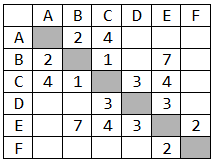 A B C D E F
A 2 4
B 2 1 7
C 4 1 3 4
D 3 3
E 7 4 3 2
F 2